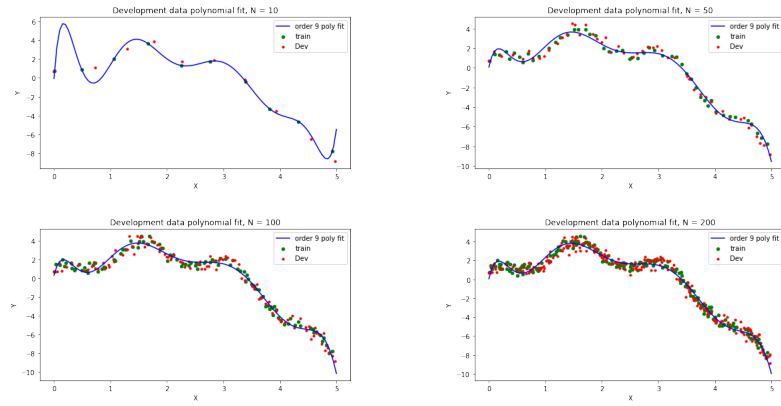 Development data polynomial fit, N = 10
order 9 poly fit
train
Dev
6
4
2
0
−2
−4
−6
−8
Y
0
1
2
3
4
5
X
Development data polynomial fit, N = 50
order 9 poly fit
train
Dev
4
2
0
−2
−4
−6
−8
−10
Y
0
1
2
3
4
5
X
Development data polynomial fit, N = 100
order 9 poly fit
train
Dev
4
2
0
−2
−4
−6
−8
−10
Y
0
1
2
3
4
5
X
Development data polynomial fit, N = 200
order 9 poly fit
train
Dev
4
2
0
−2
−4
−6
−8
−10
Y
0
1
2
3
4
5
X